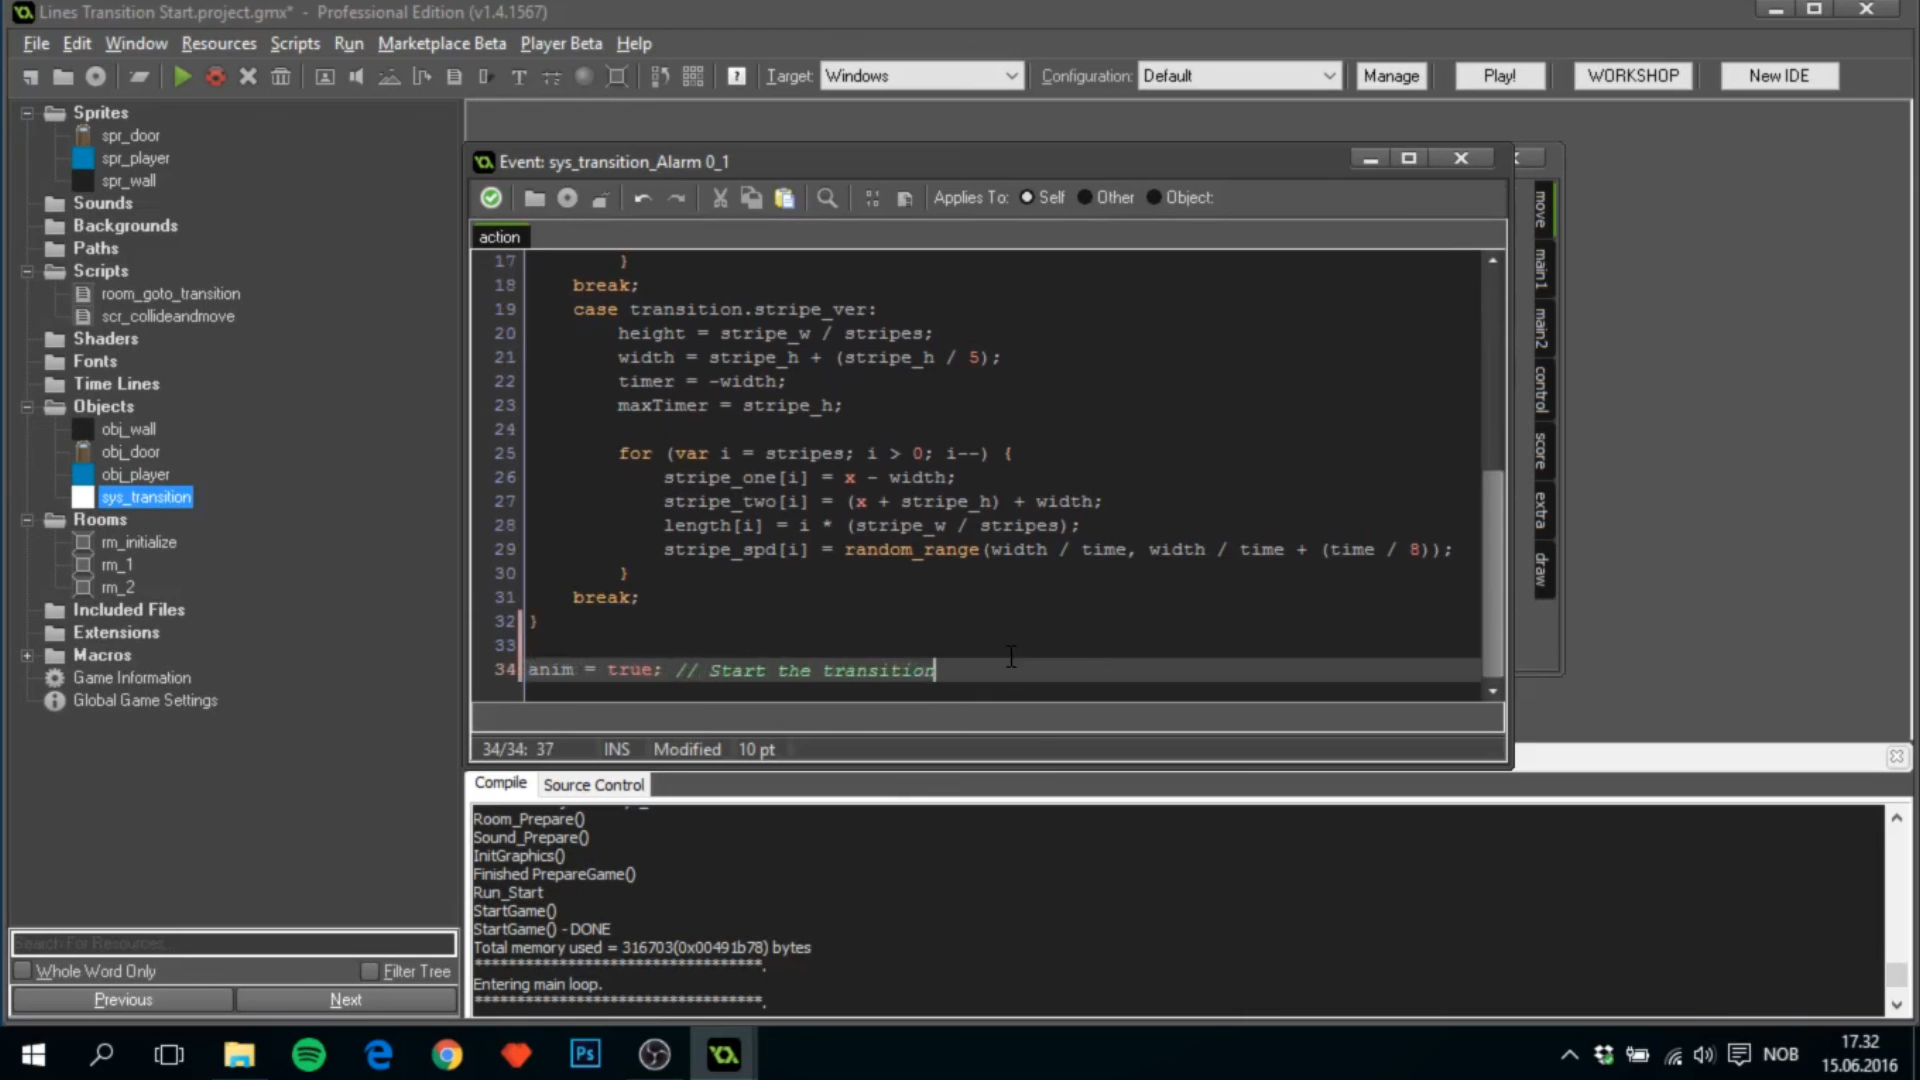 Lines Transition Start.project.gmx* - Professional Edition (v1.4.1567)
File Edit Window Resources Scripts Run Marketplace Beta Player Beta Help
Target: Windows Configuration: Default Manage Play! WORKSHOP New IDE
Sprites
spr_door
spr_player
spr_wall
Sounds
Backgrounds
Paths
Scripts
room_goto_transition
scr_collideandmove
Shaders
Fonts
Time Lines
Objects
obj_wall
obj_door
obj_player
sys_transition
Rooms
rm_initialize
rm_1
rm_2
Included Files
Extensions
Macros
Game Information
Global Game Settings
Search For Resources...
Whole Word Only Filter Tree
Previous Next
Event: sys_transition_Alarm 0_1
Applies To: Self Other Object:
action
17 }
18 break;
19 case transition.stripe_ver:
20 height = stripe_w / stripes;
21 width = stripe_h + (stripe_h / 5);
22 timer = -width;
23 maxTimer = stripe_h;
24
25 for (var i = stripes; i > 0; i--) {
26 stripe_one[i] = x - width;
27 stripe_two[i] = (x + stripe_h) + width;
28 length[i] = i * (stripe_w / stripes);
29 stripe_spd[i] = random_range(width / time, width / time + (time / 8));
30 }
31 break;
32 }
33
34 anim = true; // Start the transition
34/34: 37 INS Modified 10 pt
move
main1
main2
control
score
extra
draw
Compile Source Control
Room_Prepare()
Sound_Prepare()
InitGraphics()
Finished PrepareGame()
Run_Start
StartGame()
StartGame() - DONE
Total memory used = 316703(0x00491b78) bytes
**********************************.
Entering main loop.
**********************************.
Ps
NOB
17.32
15.06.2016